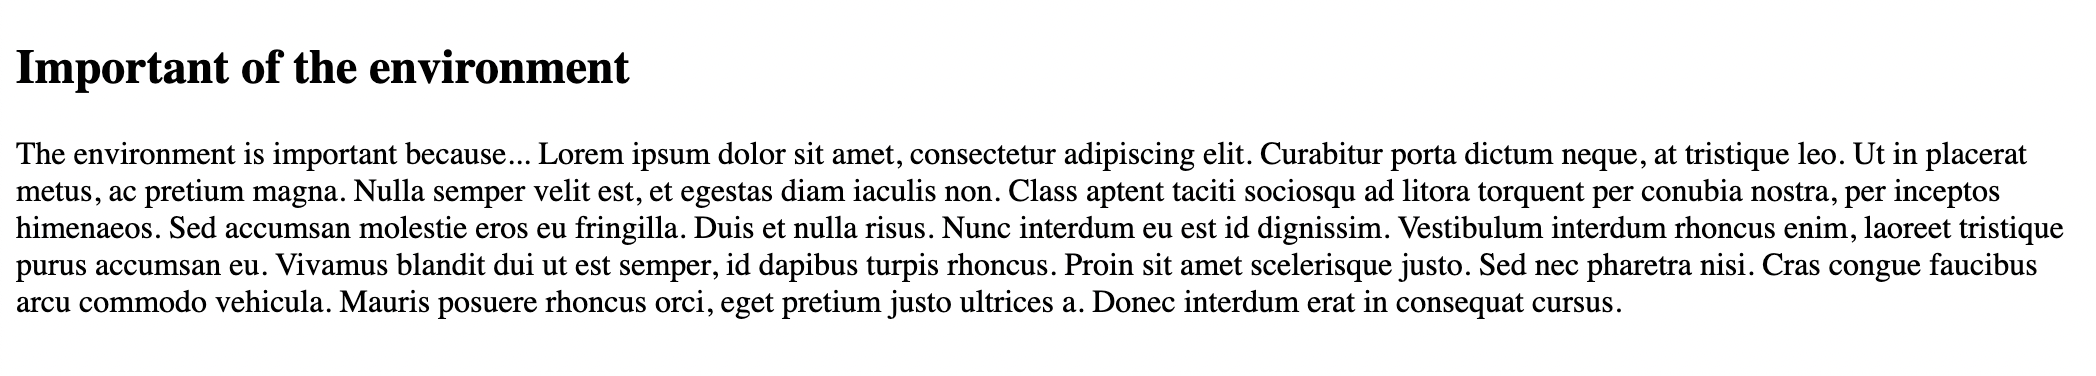 Important of the environment
The environment is important because... Lorem ipsum dolor sit amet, consectetur adipiscing elit. Curabitur porta dictum neque, at tristique leo. Ut in placerat
metus, ac pretium magna. Nulla semper velit est, et egestas diam iaculis non. Class aptent taciti sociosqu ad litora torquent per conubia nostra, per inceptos
himenaeos. Sed accumsan molestie eros eu fringilla. Duis et nulla risus. Nunc interdum eu est id dignissim. Vestibulum interdum rhoncus enim, laoreet tristique
purus accumsan eu. Vivamus blandit dui ut est semper, id dapibus turpis rhoncus. Proin sit amet scelerisque justo. Sed nec pharetra nisi. Cras congue faucibus
arcu commodo vehicula. Mauris posuere rhoncus orci, eget pretium justo ultrices a. Donec interdum erat in consequat cursus.